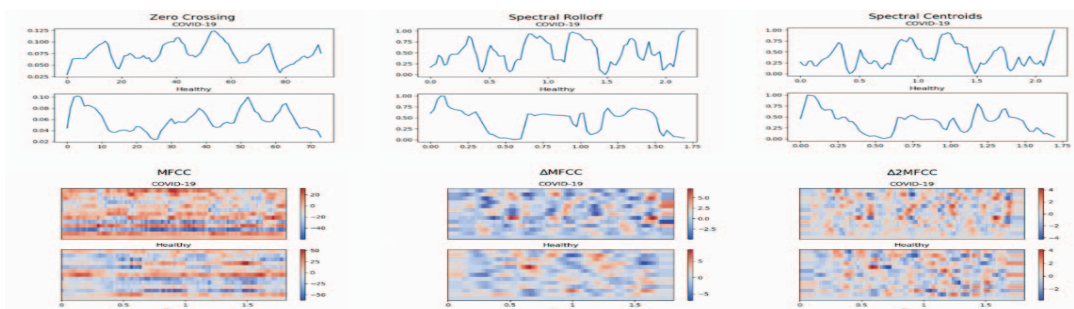 Zero Crossing
COVID-19
0.125
0.100
0.075
0.050
0.025
0 20 40 60 80
Healthy
0.10
0.08
0.06
0.04
0.02
0 10 20 30 40 50 60 70
Spectral Rolloff
COVID-19
1.00
0.75
0.50
0.25
0.00
0.0 0.5 1.0 1.5 2.0
Healthy
1.00
0.75
0.50
0.25
0.00
0.00 0.25 0.50 0.75 1.00 1.25 1.50 1.75
Spectral Centroids
COVID-19
1.00
0.75
0.50
0.25
0.00
0.0 0.5 1.0 1.5 2.0
Healthy
1.00
0.75
0.50
0.25
0.00
0.00 0.25 0.50 0.75 1.00 1.25 1.50 1.75
MFCC
COVID-19
20
0
−20
−40
Healthy
50
25
0
−25
−50
0 0.5 1 1.5
ΔMFCC
COVID-19
5.0
2.5
0.0
−2.5
Healthy
5
0
−5
0 0.5 1 1.5
Δ2MFCC
COVID-19
4
2
0
−2
−4
Healthy
4
2
0
−2
0 0.5 1 1.5